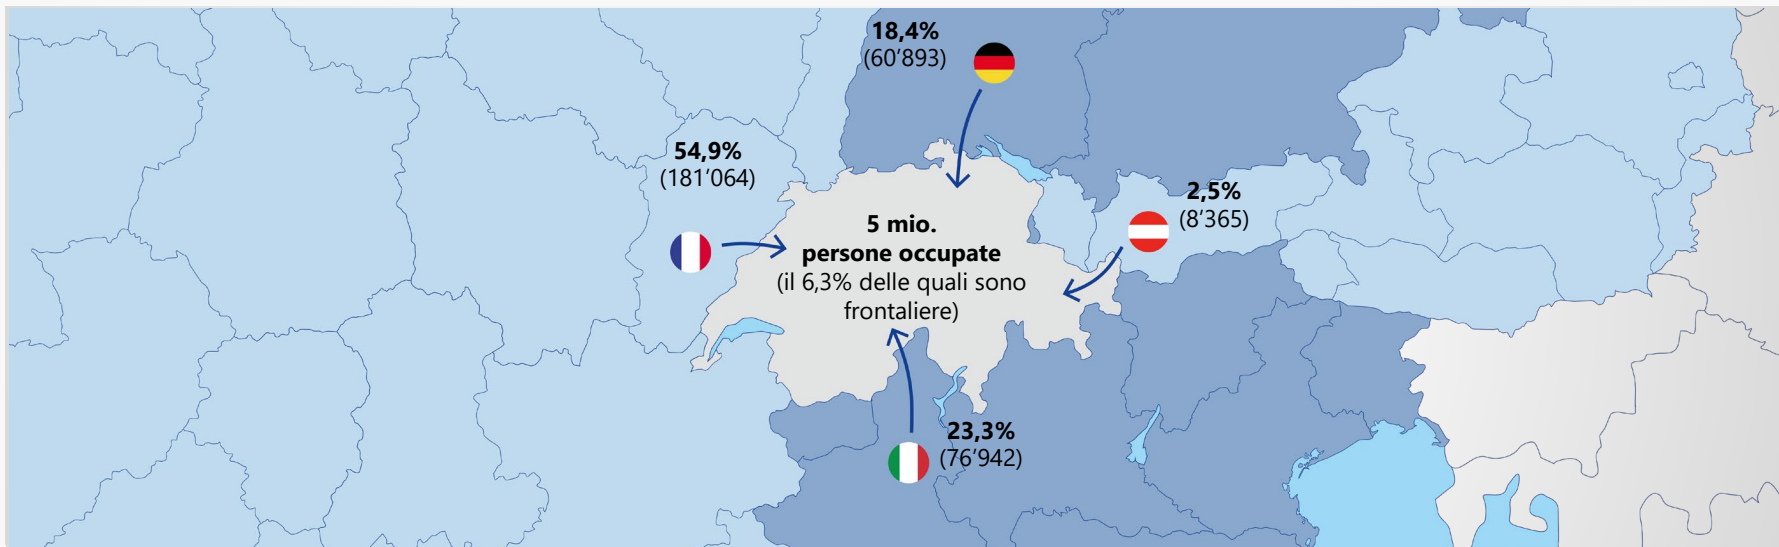 18,4%
(60’893)
54,9%
(181’064)
2,5%
(8’365)
5 mio.
persone occupate
(il 6,3% delle quali sono
frontaliere)
23,3%
(76’942)